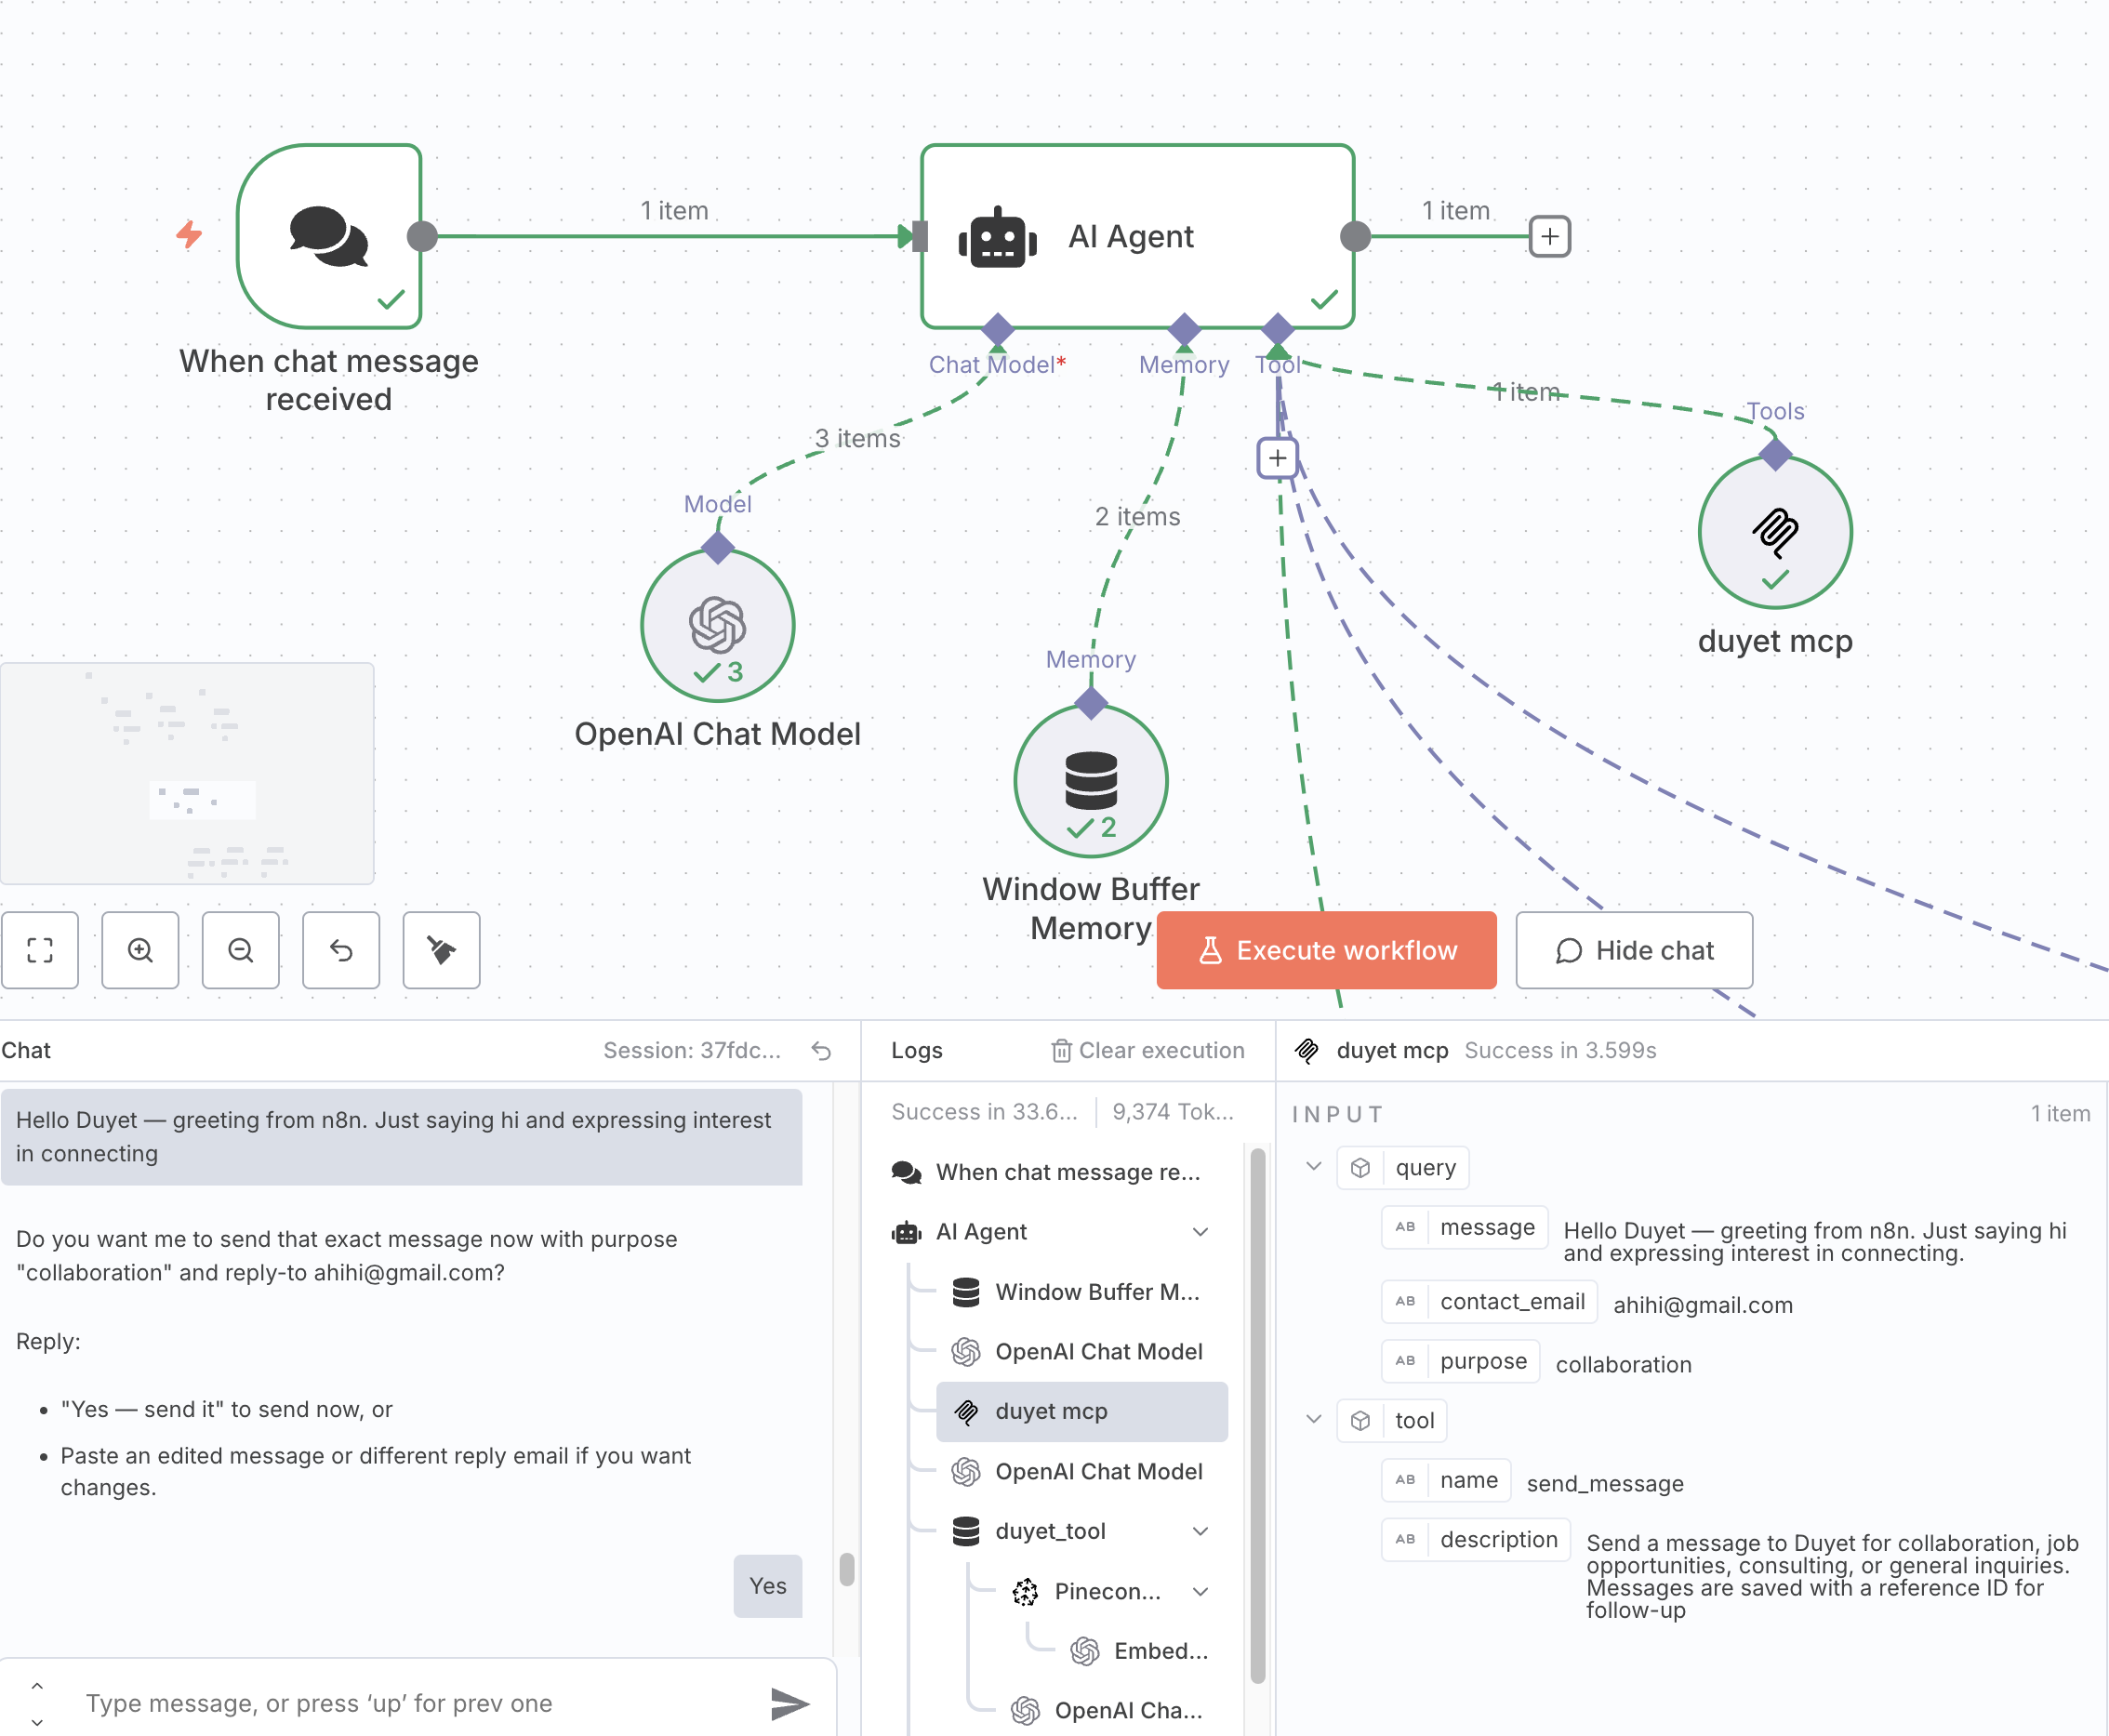 1 item
AI Agent
1 item
When chat message
received
Chat Model*
Memory
Tool
1 item
Tools
3 items
Model
2 items
3
OpenAI Chat Model
duyet mcp
Memory
2
Window Buffer
Memory
Execute workflow
Hide chat
Chat
Session: 37fdc...
Hello Duyet — greeting from n8n. Just saying hi and expressing interest
in connecting
Do you want me to send that exact message now with purpose
"collaboration" and reply-to ahihi@gmail.com?
Reply:
• "Yes — send it" to send now, or
• Paste an edited message or different reply email if you want
changes.
Yes
Type message, or press ‘up’ for prev one
Logs
Clear execution
Success in 33.6...
9,374 Tok...
When chat message re...
AI Agent
Window Buffer M...
OpenAI Chat Model
duyet mcp
OpenAI Chat Model
duyet_tool
Pinecon...
Embed...
OpenAI Cha...
duyet mcp
Success in 3.599s
INPUT
1 item
query
AB message
Hello Duyet — greeting from n8n. Just saying hi
and expressing interest in connecting.
AB contact_email
ahihi@gmail.com
AB purpose
collaboration
tool
AB name
send_message
AB description
Send a message to Duyet for collaboration, job
opportunities, consulting, or general inquiries.
Messages are saved with a reference ID for
follow-up